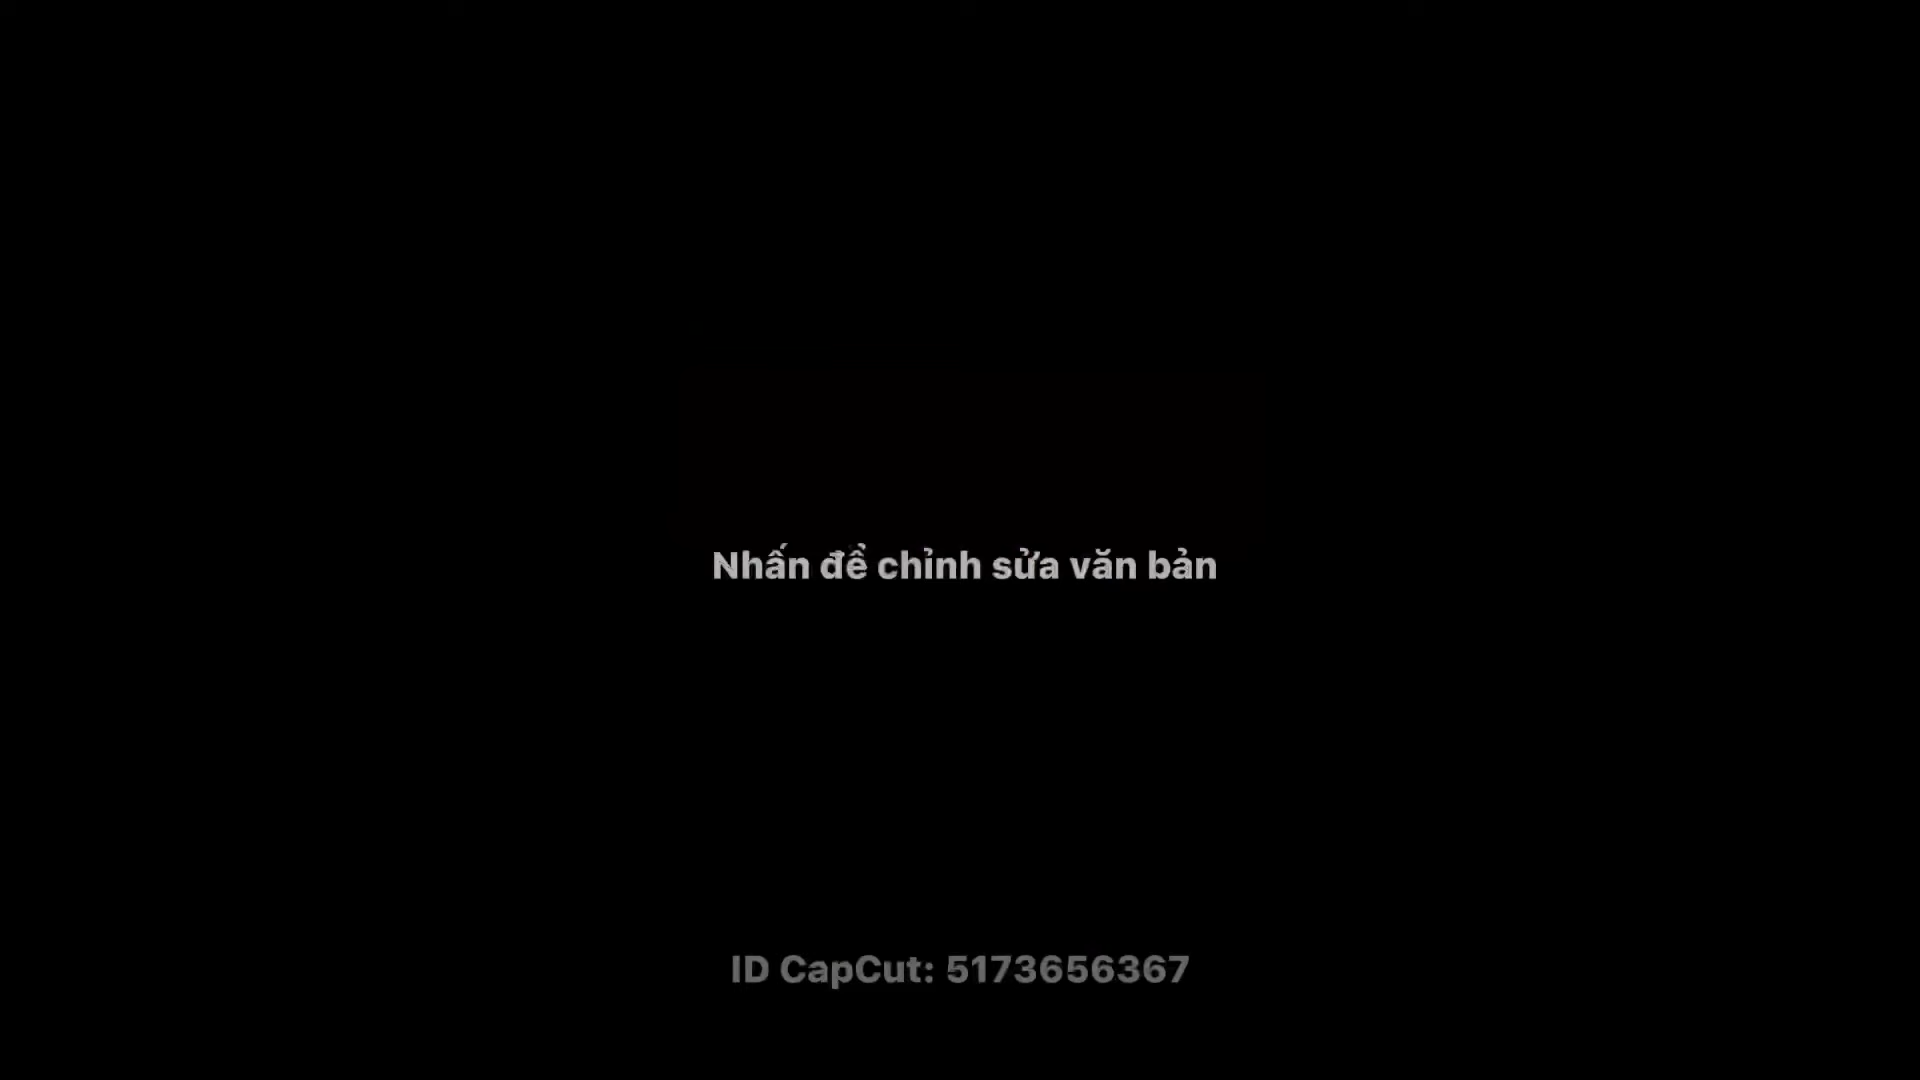 Nhấn để chỉnh sửa văn bản
ID CapCut: 5173656367